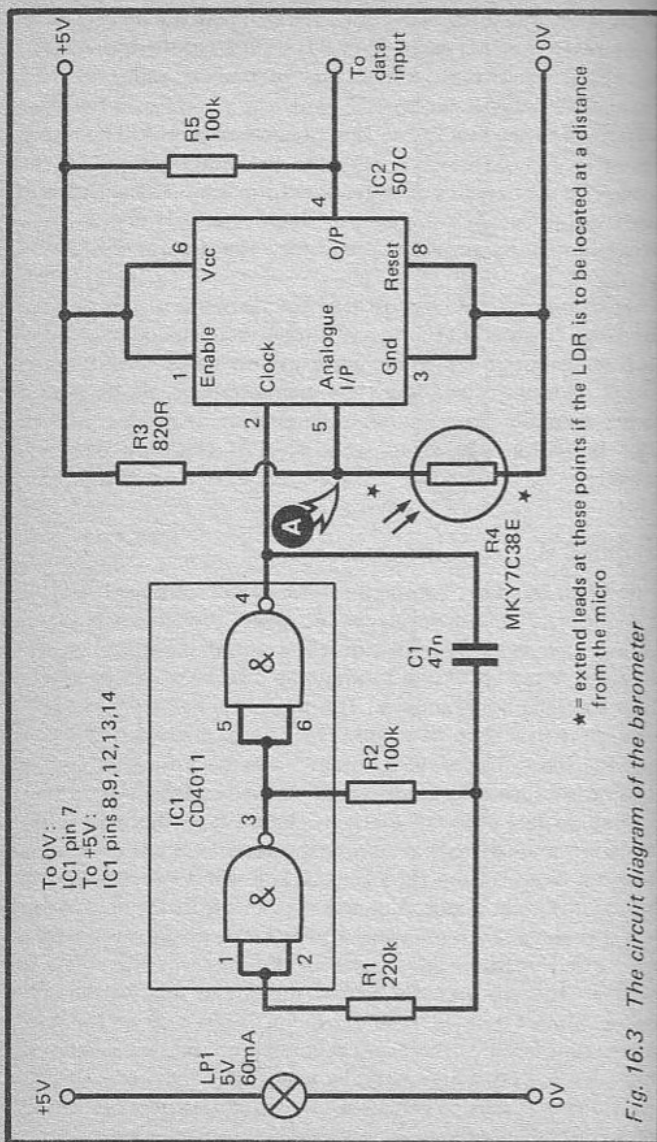 +5V
LP1
5V
60mA
0V
To 0V:
IC1 pin 7
To +5V:
IC1 pins 8,9,12,13,14
IC1
CD4011
1
2
&
3
5
6
&
4
R1
220k
R2
100k
C1
47n
A
R3
820R
R4
MKY7C38E
★
★
1
Enable
6
Vcc
2
Clock
5
Analogue
I/P
4
O/P
3
Gnd
8
Reset
IC2
507C
R5
100k
+5V
To
data
input
0V
★ = extend leads at these points if the LDR is to be located at a distance
from the micro
Fig. 16.3 The circuit diagram of the barometer